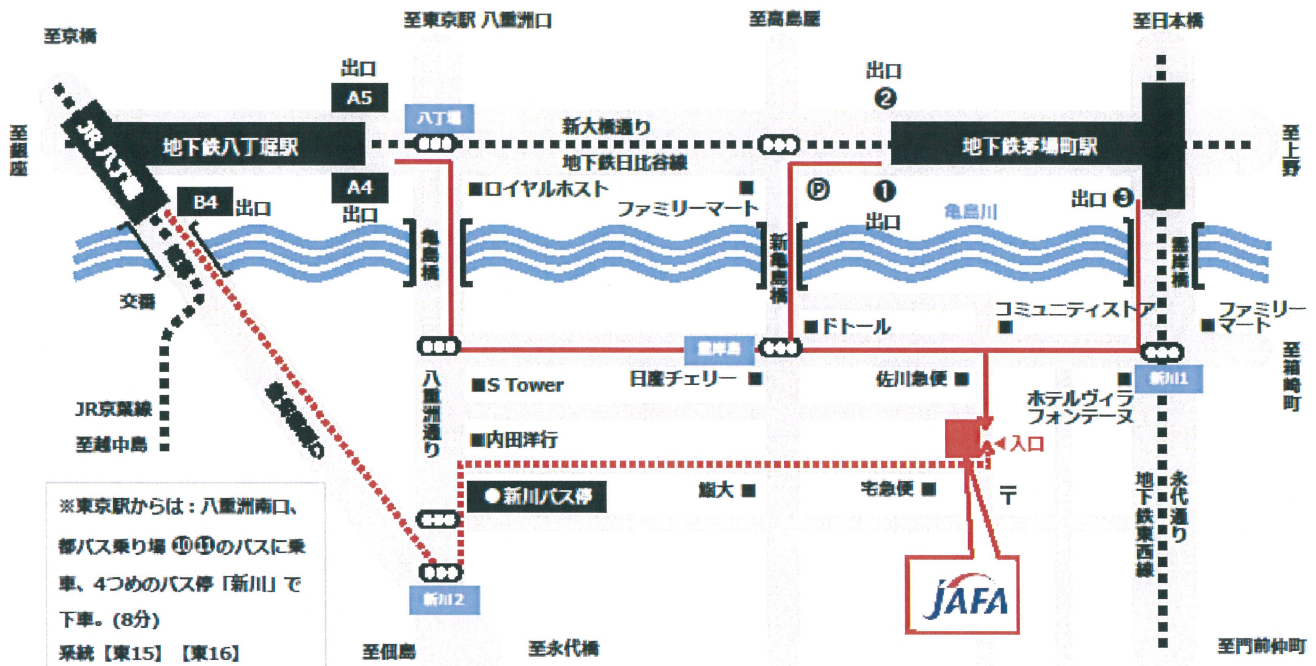 至東京駅 八重洲口
至高島屋
至日本橋
至京橋
出口
A5
出口
❷
至銀座
JR 八丁堀
地下鉄八丁堀駅
八丁堀
新大橋通り
地下鉄日比谷線
地下鉄茅場町駅
至上野
B4
出口
A4
出口
■ロイヤルホスト
■
ファミリーマート
Ⓟ
❶
出口
亀島川
出口 ❸
亀島橋
新亀島橋
霊岸橋
交番
■ドトール
コミュニティストア
■
ファミリー
■マート
霊岸島
至箱崎町
八重洲通り
■S Tower
日産チェリー ■
佐川急便 ■
■
ホテルヴィラ
フォンテーヌ
新川1
JR京葉線
至越中島
■内田洋行
◀入口
●新川バス停
鮨大 ■
宅急便 ■
〒
永代通り
地下鉄東西線
※東京駅からは：八重洲南口、
都バス乗り場 ⓾⓫のバスに乗
車、4つめのバス停「新川」で
下車。(8分)
系統【東15】【東16】
新川2
JAFA
至佃島
至永代橋
至門前仲町